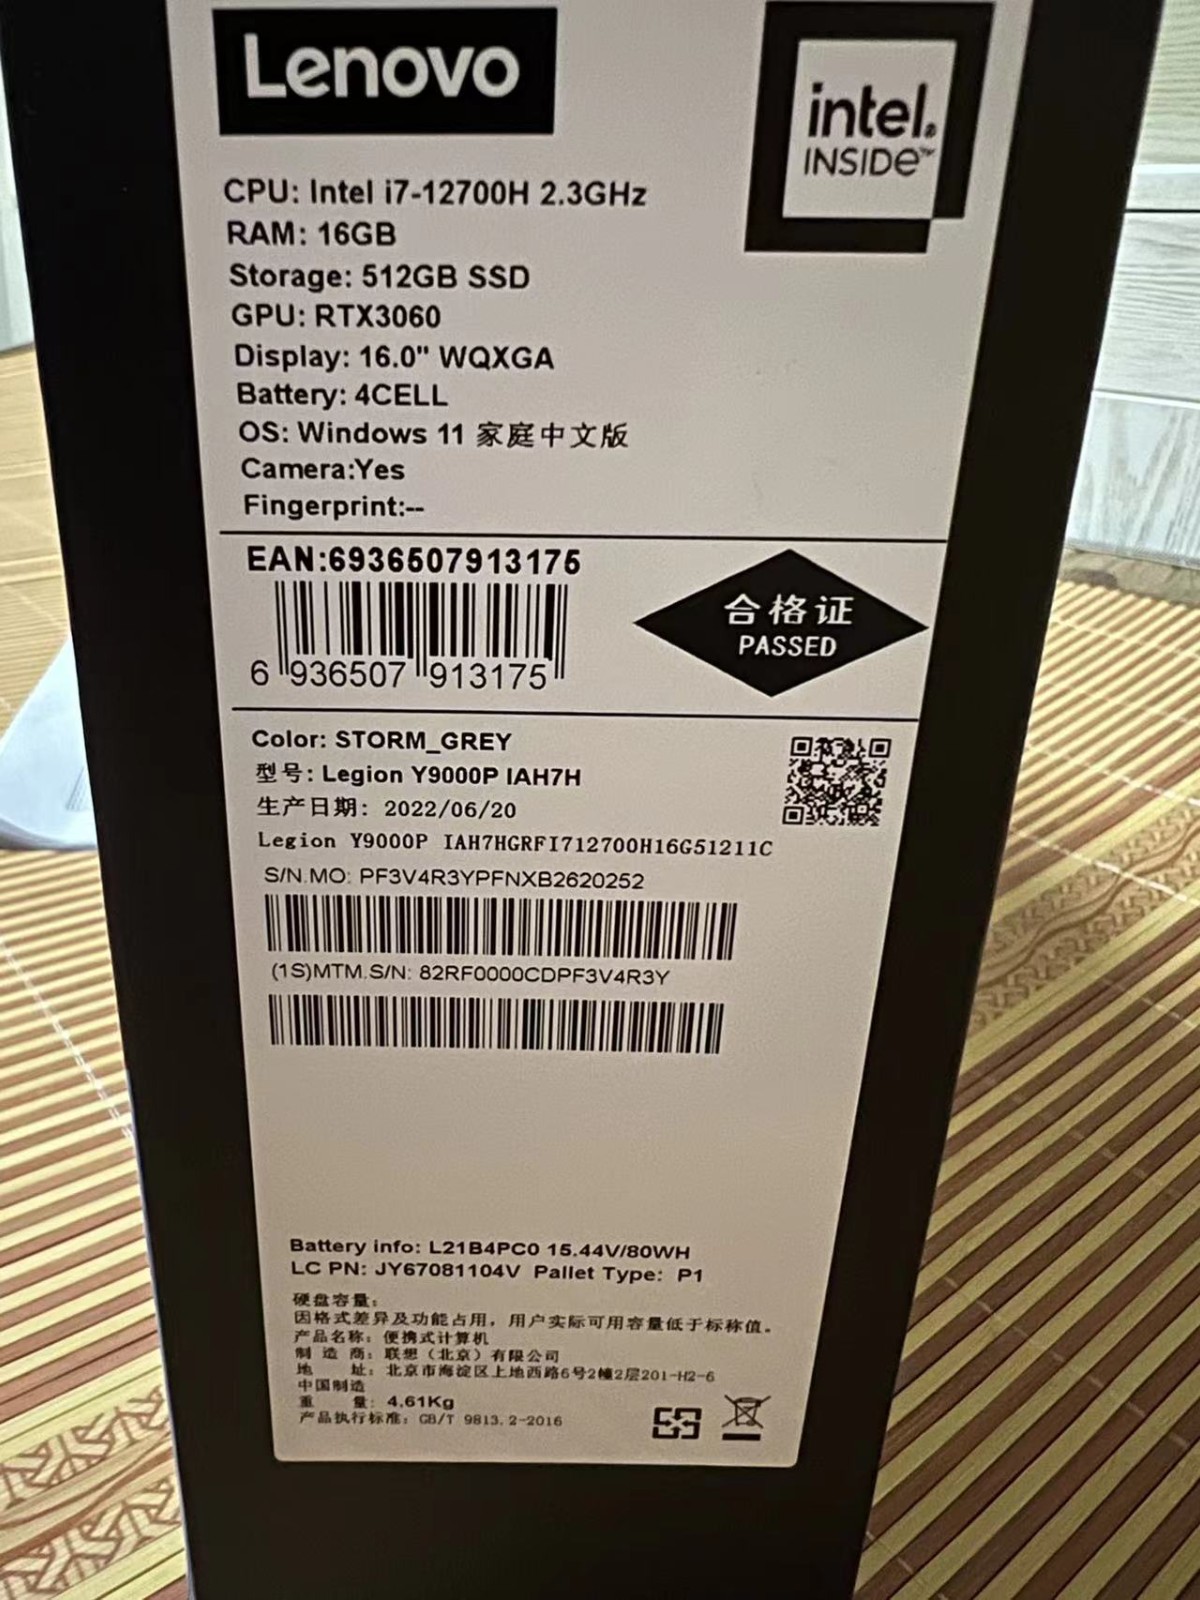 Lenovo
intel.
INSIDE™
CPU: Intel i7-12700H 2.3GHz
RAM: 16GB
Storage: 512GB SSD
GPU: RTX3060
Display: 16.0" WQXGA
Battery: 4CELL
OS: Windows 11 家庭中文版
Camera:Yes
Fingerprint:--
EAN:6936507913175
6 936507 913175
合格证
PASSED
Color: STORM_GREY
型号: Legion Y9000P IAH7H
生产日期: 2022/06/20
Legion Y9000P IAH7HGRFI712700H16G51211C
S/N.MO: PF3V4R3YPFNXB2620252
(1S)MTM.S/N: 82RF0000CDPF3V4R3Y
Battery info: L21B4PC0 15.44V/80WH
LC PN: JY67081104V Pallet Type: P1
硬盘容量:
因格式差异及功能占用，用户实际可用容量低于标称值。
产品名称: 便携式计算机
制 造 商: 联想（北京）有限公司
地 址: 北京市海淀区上地西路6号2幢2层201-H2-6
中国制造
重 量: 4.61Kg
产品执行标准: GB/T 9813.2-2016